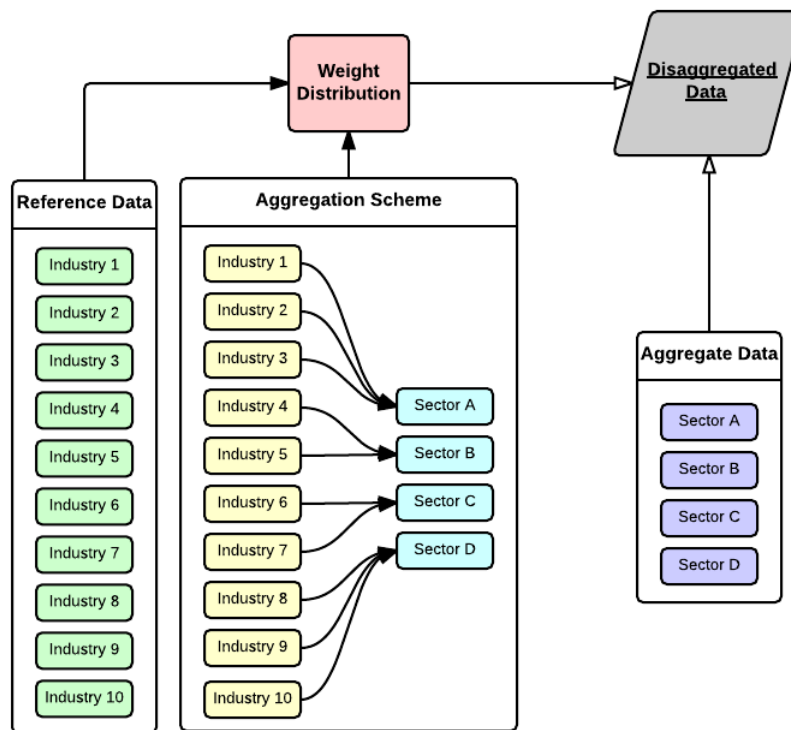 Weight
Distribution
Disaggregated
Data
Reference Data
Industry 1
Industry 2
Industry 3
Industry 4
Industry 5
Industry 6
Industry 7
Industry 8
Industry 9
Industry 10
Aggregation Scheme
Industry 1
Industry 2
Industry 3
Industry 4
Industry 5
Industry 6
Industry 7
Industry 8
Industry 9
Industry 10
Sector A
Sector B
Sector C
Sector D
Aggregate Data
Sector A
Sector B
Sector C
Sector D